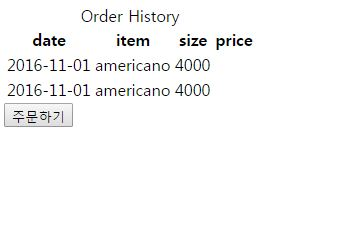 Order History
date item size price
2016-11-01 americano 4000
2016-11-01 americano 4000
주문하기